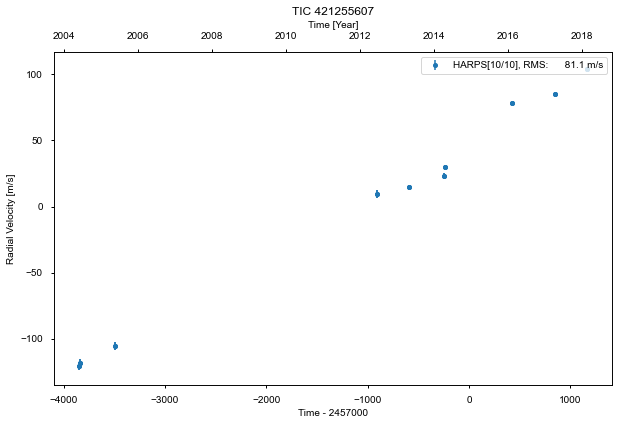 TIC 421255607
Time [Year]
2004 2006 2008 2010 2012 2014 2016 2018
HARPS[10/10], RMS: 81.1 m/s
Radial Velocity [m/s]
100
50
0
−50
−100
−4000 −3000 −2000 −1000 0 1000
Time - 2457000